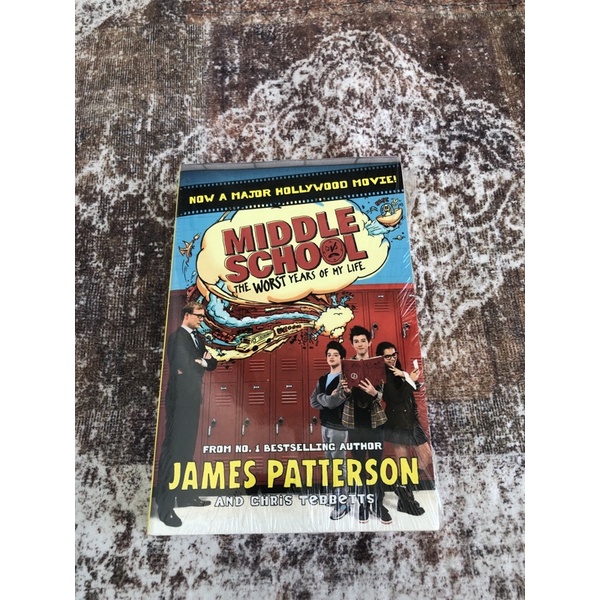 NOW A MAJOR HOLLYWOOD MOVIE!
MIDDLE
SCHOOL
THE WORST YEARS OF MY LIFE
FROM NO. 1 BESTSELLING AUTHOR
JAMES PATTERSON
AND CHRIS TEBBETTS